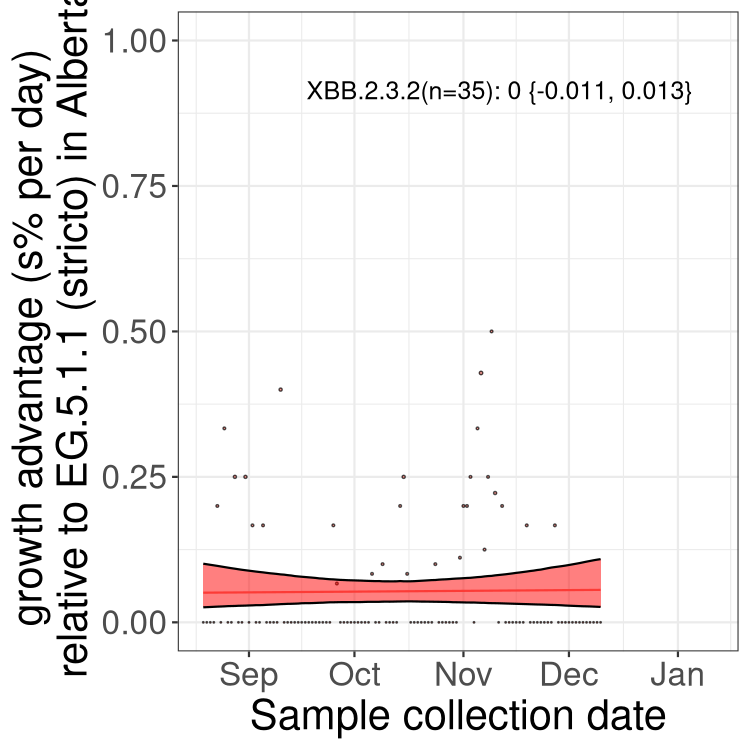 growth advantage (s% per day)
relative to EG.5.1.1 (stricto) in Alberta
1.00
XBB.2.3.2(n=35): 0 {-0.011, 0.013}
0.75
0.50
0.25
0.00
Sep Oct Nov Dec Jan
Sample collection date